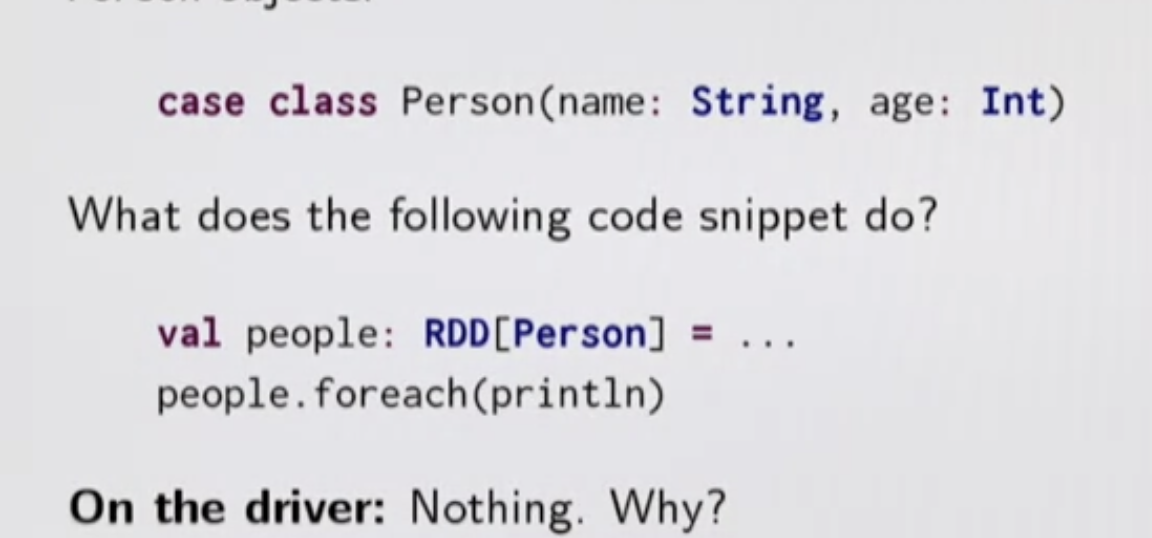 case class Person(name: String, age: Int)
What does the following code snippet do?
val people: RDD[Person] = ...
people.foreach(println)
On the driver: Nothing. Why?